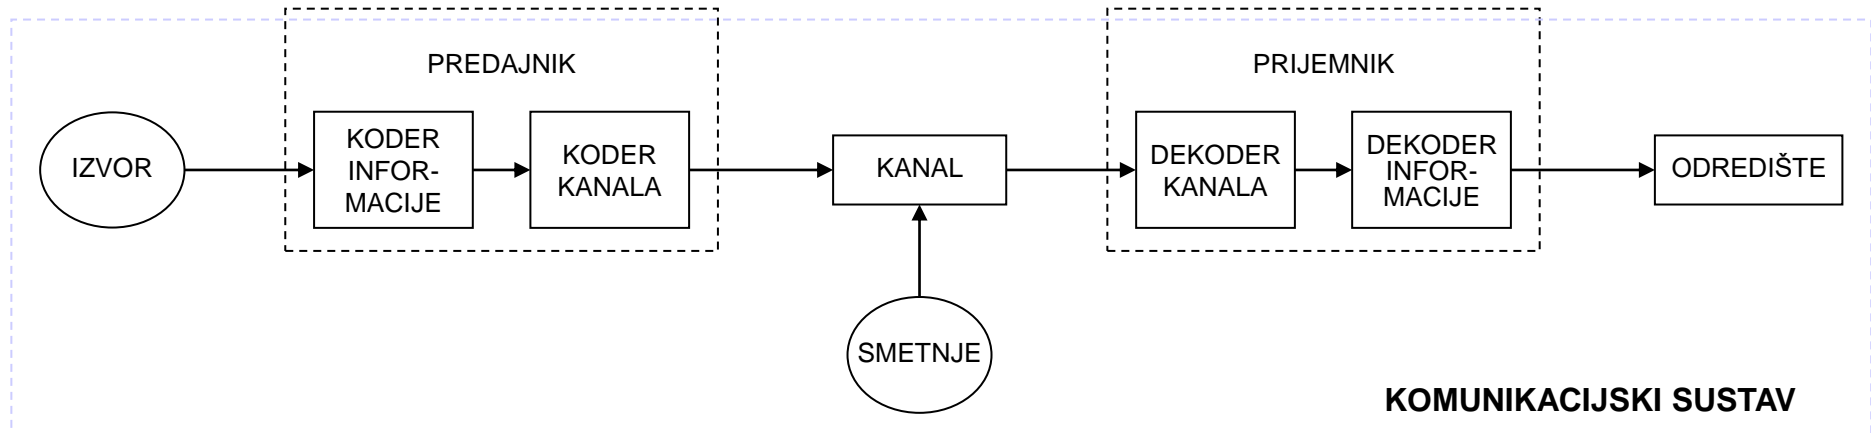 PREDAJNIK
PRIJEMNIK
IZVOR
KODER
INFOR-
MACIJE
KODER
KANALA
KANAL
DEKODER
KANALA
DEKODER
INFOR-
MACIJE
ODREDIŠTE
SMETNJE
KOMUNIKACIJSKI SUSTAV